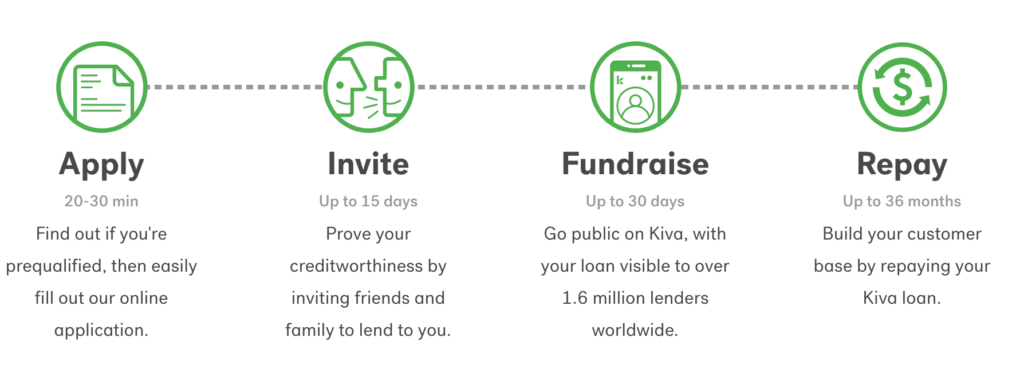 k
Apply
20-30 min
Find out if you're
prequalified, then easily
fill out our online
application.
Invite
Up to 15 days
Prove your
creditworthiness by
inviting friends and
family to lend to you.
Fundraise
Up to 30 days
Go public on Kiva, with
your loan visible to over
1.6 million lenders
worldwide.
$
Repay
Up to 36 months
Build your customer
base by repaying your
Kiva loan.